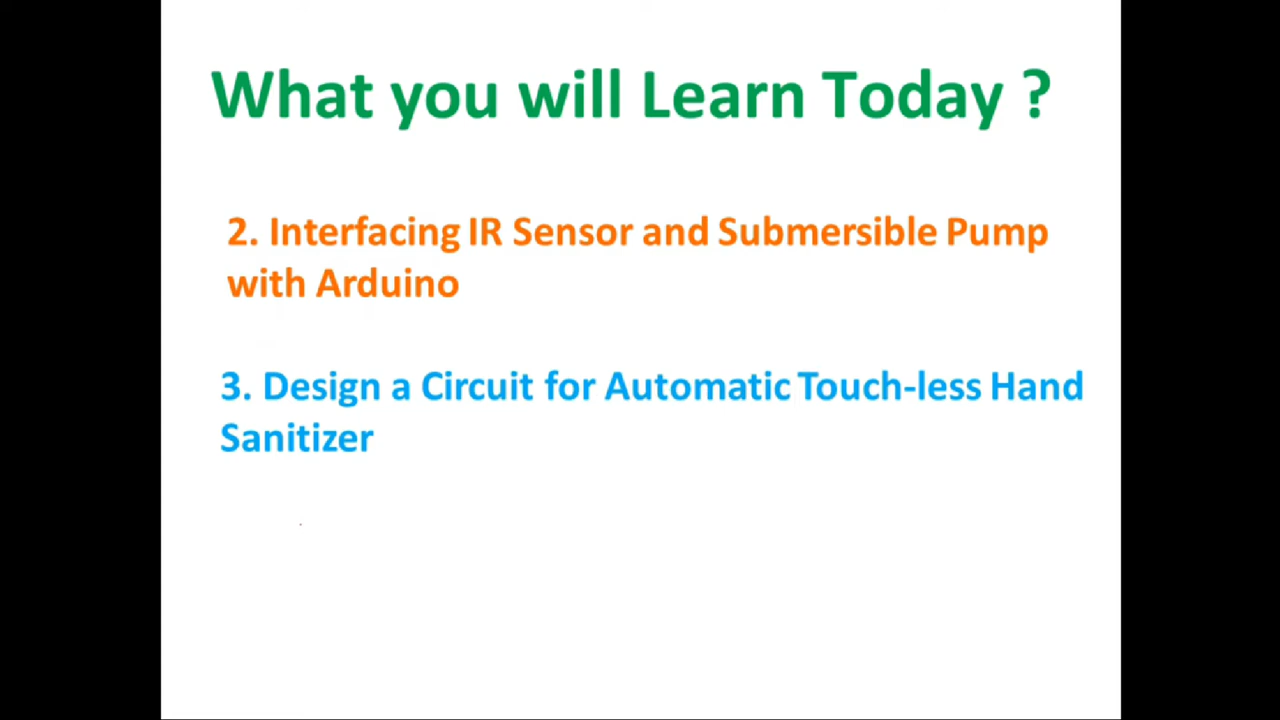 What you will Learn Today ?
2. Interfacing IR Sensor and Submersible Pump
with Arduino
3. Design a Circuit for Automatic Touch-less Hand
Sanitizer